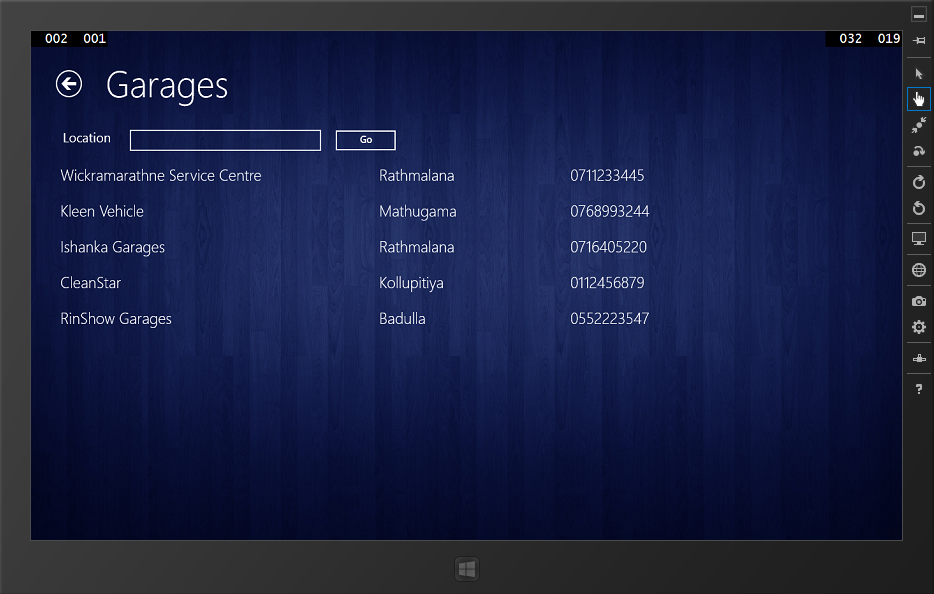 002 001 032 019
Garages
Location Go
Wickramarathne Service Centre Rathmalana 0711233445
Kleen Vehicle Mathugama 0768993244
Ishanka Garages Rathmalana 0716405220
CleanStar Kollupitiya 0112456879
RinShow Garages Badulla 0552223547
?